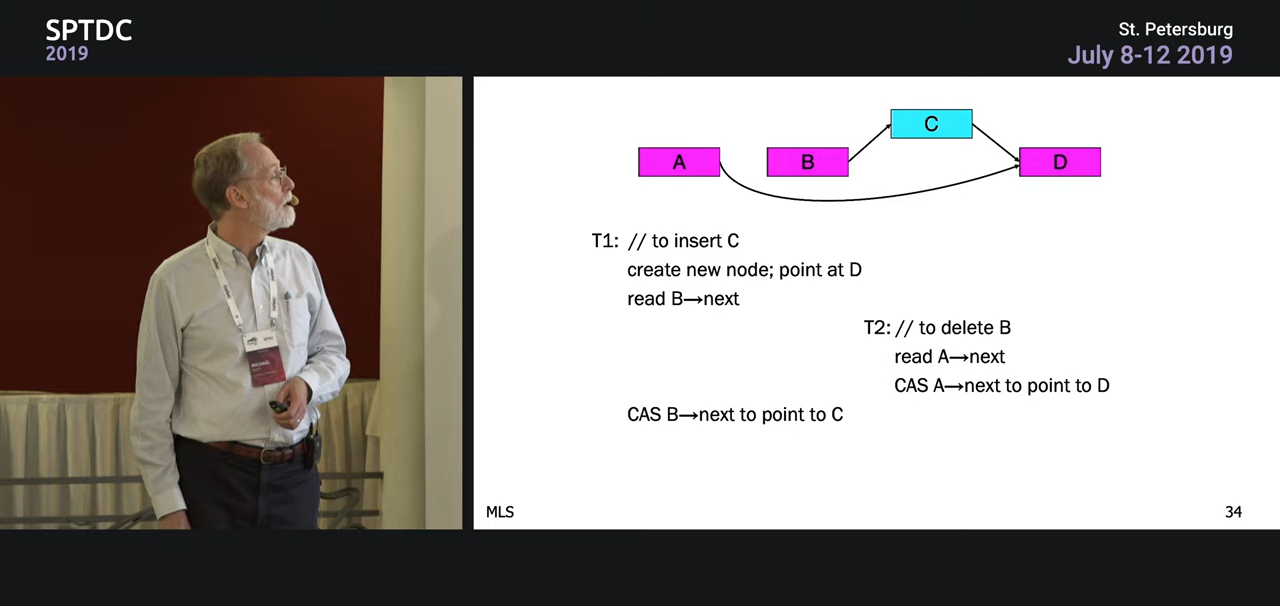 SPTDC
2019
St. Petersburg
July 8-12 2019
C
A
B
D
T1: // to insert C
create new node; point at D
read B→next
T2: // to delete B
read A→next
CAS A→next to point to D
CAS B→next to point to C
MLS
34
MICHAEL